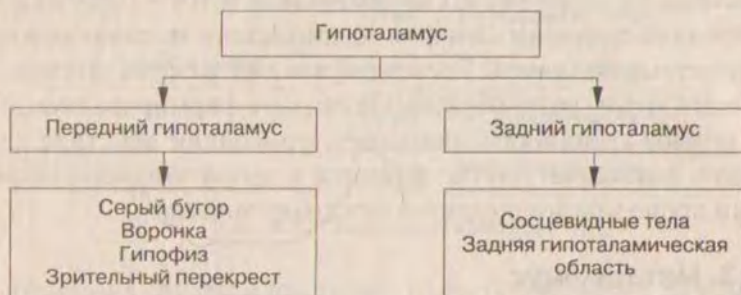 Гипоталамус
Передний гипоталамус
Задний гипоталамус
Серый бугор
Воронка
Гипофиз
Зрительный перекрест
Сосцевидные тела
Задняя гипоталамическая
область